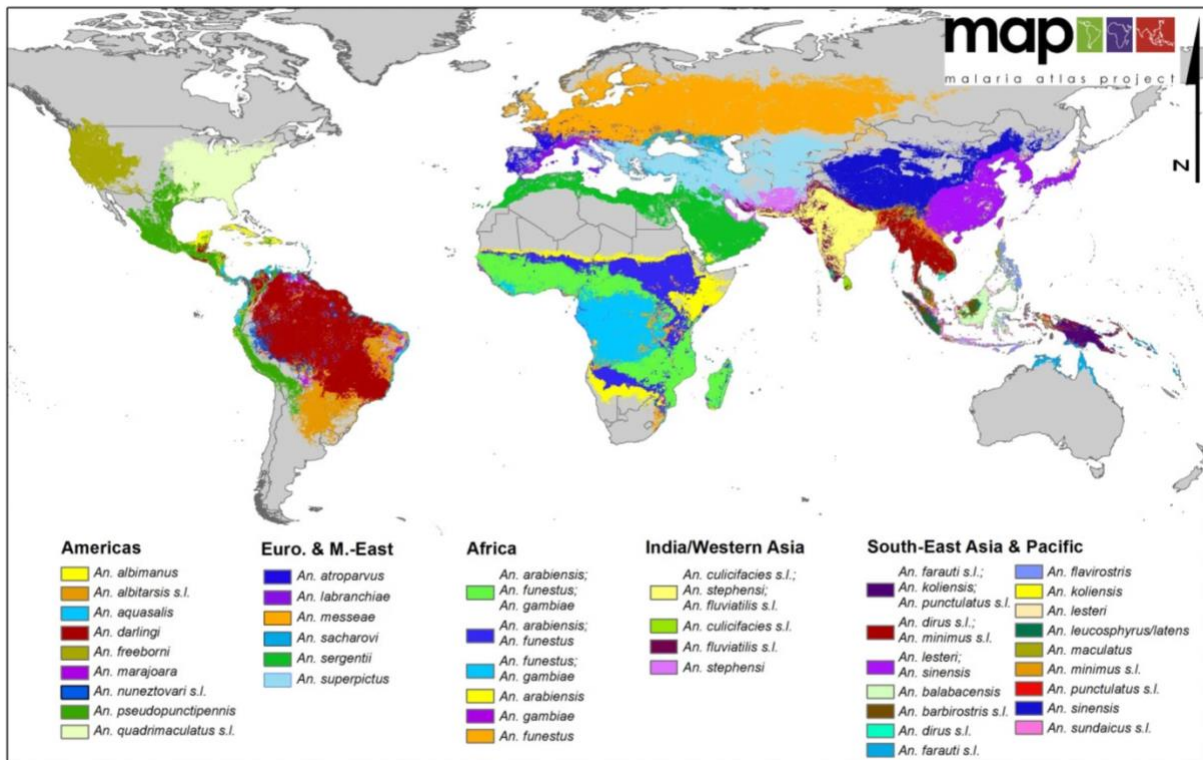 map
malaria atlas project
N
Americas
An. albimanus
An. albitarsis s.l.
An. aquasalis
An. darlingi
An. freeborni
An. marajoara
An. nuneztovari s.l.
An. pseudopunctipennis
An. quadrimaculatus s.l.
Euro. & M.-East
An. atroparvus
An. labranchiae
An. messeae
An. sacharovi
An. sergentii
An. superpictus
Africa
An. arabiensis;
An. funestus;
An. gambiae
An. arabiensis;
An. funestus
An. funestus;
An. gambiae
An. arabiensis
An. gambiae
An. funestus
India/Western Asia
An. culicifacies s.l.;
An. stephensi;
An. fluviatilis s.l.
An. culicifacies s.l.
An. fluviatilis s.l.
An. stephensi
South-East Asia & Pacific
An. farauti s.l.;
An. koliensis;
An. punctulatus s.l.
An. dirus s.l.;
An. minimus s.l.
An. lesteri;
An. sinensis
An. balabacensis
An. barbirostris s.l.
An. dirus s.l.
An. farauti s.l.
An. flavirostris
An. koliensis
An. lesteri
An. leucosphyrus/latens
An. maculatus
An. minimus s.l.
An. punctulatus s.l.
An. sinensis
An. sundaicus s.l.